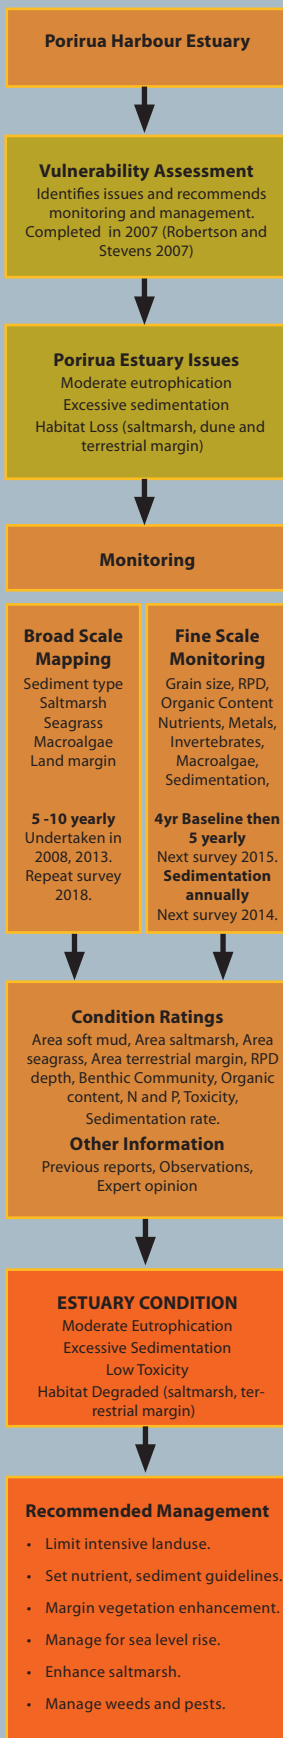 Porirua Harbour Estuary
Vulnerability Assessment
Identifies issues and recommends
monitoring and management.
Completed in 2007 (Robertson and
Stevens 2007)
Porirua Estuary Issues
Moderate eutrophication
Excessive sedimentation
Habitat Loss (saltmarsh, dune and
terrestrial margin)
Monitoring
Broad Scale
Mapping
Sediment type
Saltmarsh
Seagrass
Macroalgae
Land margin
5 -10 yearly
Undertaken in
2008, 2013.
Repeat survey
2018.
Fine Scale
Monitoring
Grain size, RPD,
Organic Content
Nutrients, Metals,
Invertebrates,
Macroalgae,
Sedimentation,
4yr Baseline then
5 yearly
Next survey 2015.
Sedimentation
annually
Next survey 2014.
Condition Ratings
Area soft mud, Area saltmarsh, Area
seagrass, Area terrestrial margin, RPD
depth, Benthic Community, Organic
content, N and P, Toxicity,
Sedimentation rate.
Other Information
Previous reports, Observations,
Expert opinion
ESTUARY CONDITION
Moderate Eutrophication
Excessive Sedimentation
Low Toxicity
Habitat Degraded (saltmarsh, ter-
restrial margin)
Recommended Management
• Limit intensive landuse.
• Set nutrient, sediment guidelines.
• Margin vegetation enhancement.
• Manage for sea level rise.
• Enhance saltmarsh.
• Manage weeds and pests.